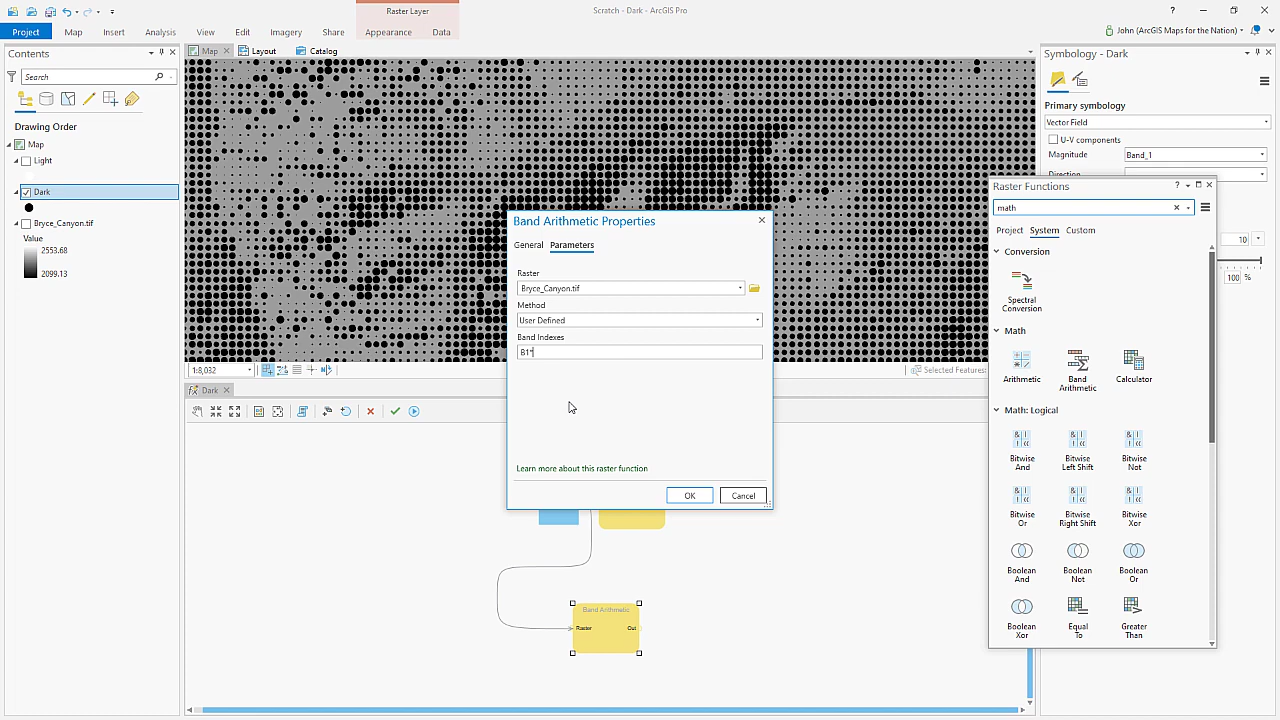 Raster Layer
Scratch - Dark - ArcGIS Pro
Project Map Insert Analysis View Edit Imagery Share Appearance Data
John (ArcGIS Maps for the Nation)
Contents
Search
Drawing Order
Map
Light
Dark
Bryce_Canyon.tif
Value
2553.68
2099.13
Map Layout Catalog
1:8,032
Selected Features:
Dark
Band Arithmetic
Raster Out
Band Arithmetic Properties
General Parameters
Raster
Bryce_Canyon.tif
Method
User Defined
Band Indexes
B1*
Learn more about this raster function
OK Cancel
Symbology - Dark
Primary symbology
Vector Field
U-V components
Magnitude Band_1
Direction
10
100 %
Raster Functions
math
Project System Custom
Conversion
Spectral Conversion
Math
Arithmetic
Band Arithmetic
Calculator
Math: Logical
Bitwise And
Bitwise Left Shift
Bitwise Not
Bitwise Or
Bitwise Right Shift
Bitwise Xor
Boolean And
Boolean Not
Boolean Or
Boolean Xor
Equal To
Greater Than